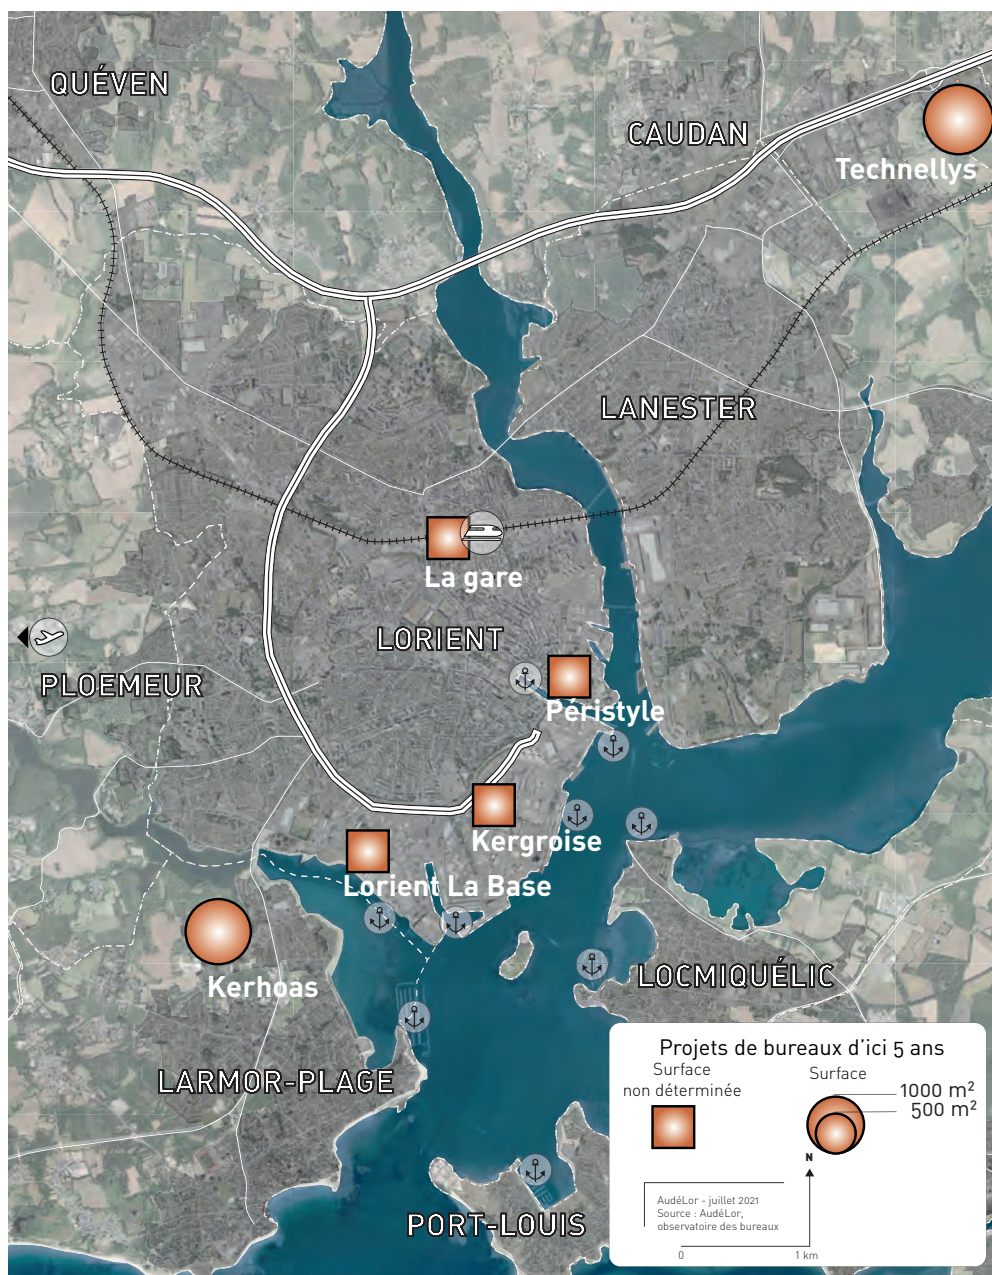 QUÉVEN
CAUDAN
Technellys
LANESTER
La gare
LORIENT
PLOEMEUR
Péristyle
Kergroise
Lorient La Base
Kerhoas
LOCMIQUÉLIC
LARMOR-PLAGE
PORT-LOUIS
Projets de bureaux d'ici 5 ans
Surface
non déterminée
Surface
1000 m²
500 m²
N
AudéLor - juillet 2021
Source : AudéLor,
observatoire des bureaux
0 1 km